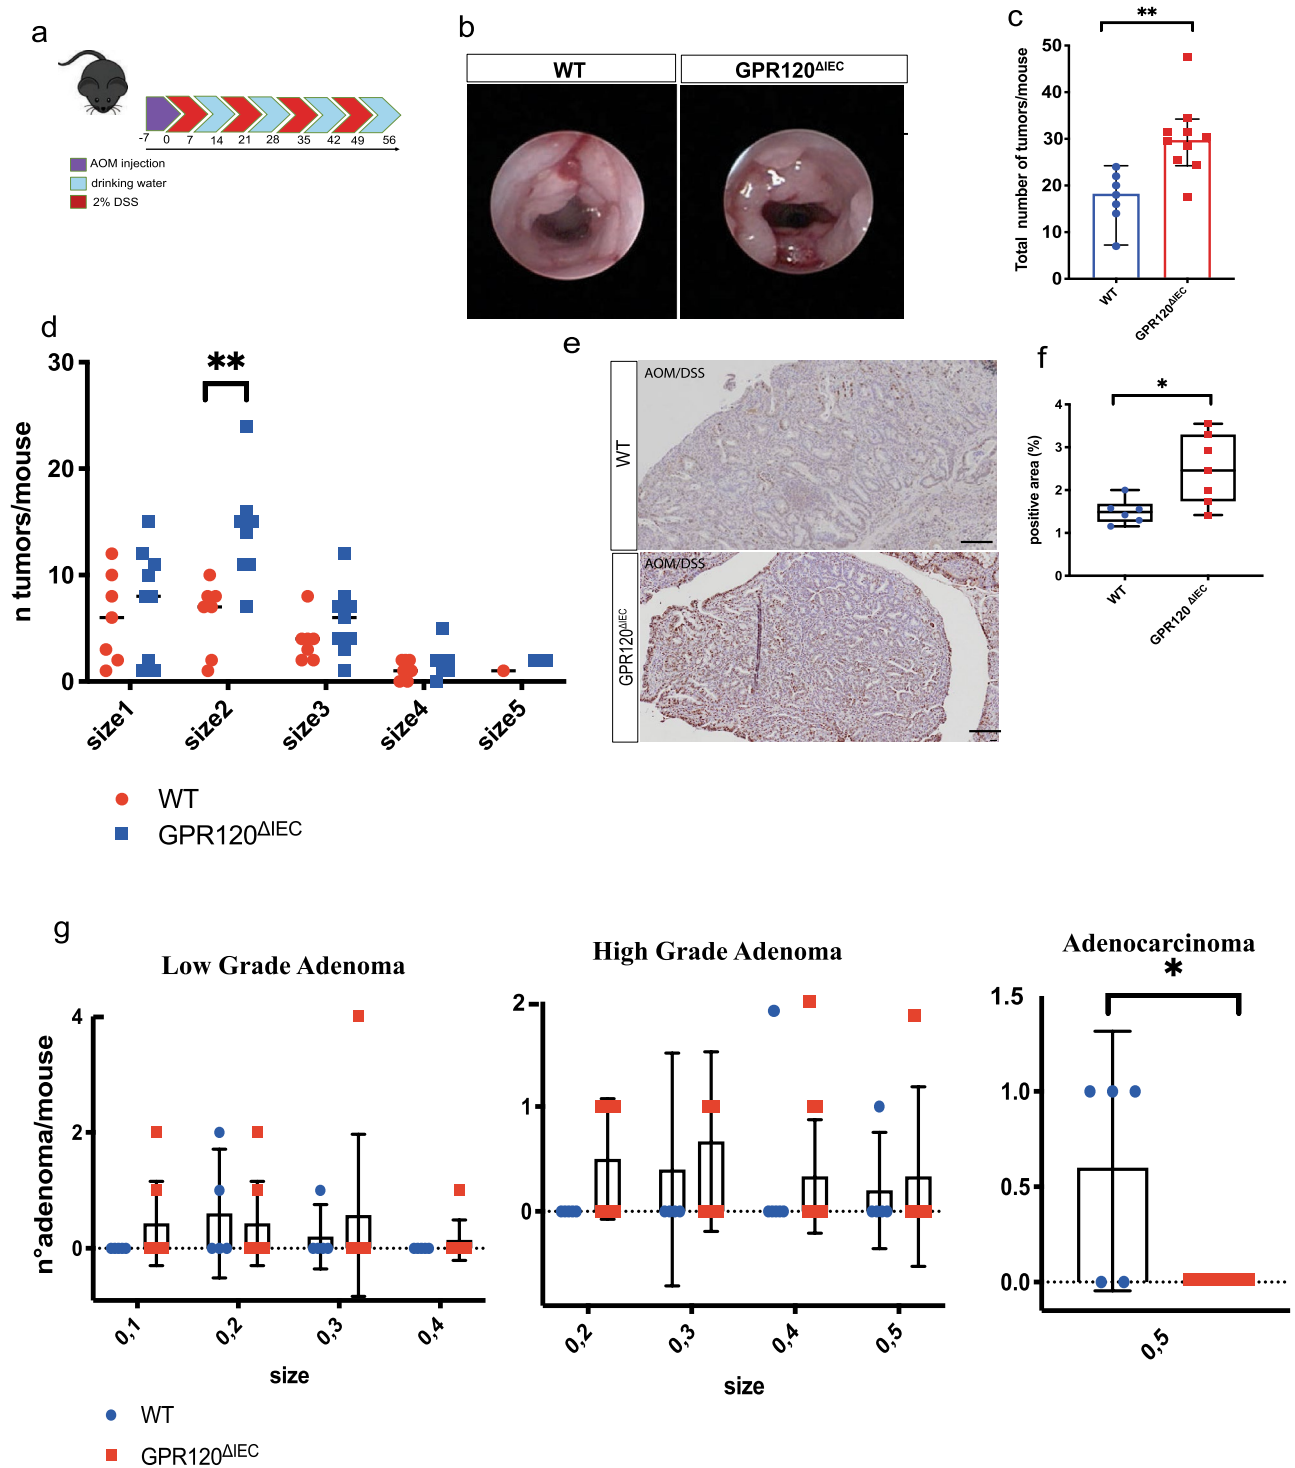 a
-7 0 7 14 21 28 35 42 49 56
AOM injection
drinking water
2% DSS
b
WT GPR120ΔIEC
c
**
Total number of tumors/mouse
50
40
30
20
10
0
WT GPR120ΔIEC
d
**
n tumors/mouse
30
20
10
0
size1 size2 size3 size4 size5
WT
GPR120ΔIEC
e
WT
AOM/DSS
GPR120ΔIEC
AOM/DSS
f
*
positive area (%)
4
3
2
1
0
WT GPR120 ΔIEC
g
Low Grade Adenoma
n°adenoma/mouse
4
2
0
0,1 0,2 0,3 0,4
size
High Grade Adenoma
2
1
0
0,2 0,3 0,4 0,5
size
Adenocarcinoma
*
1.5
1.0
0.5
0.0
0,5
WT
GPR120ΔIEC